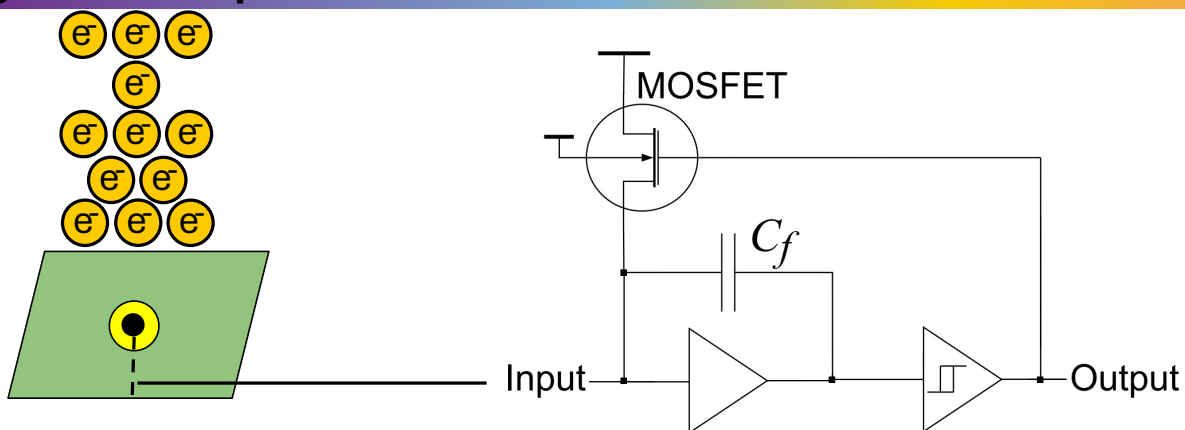 e⁻ e⁻ e⁻
e⁻
e⁻ e⁻ e⁻
e⁻ e⁻
e⁻ e⁻ e⁻
MOSFET
C_f
Input
Output